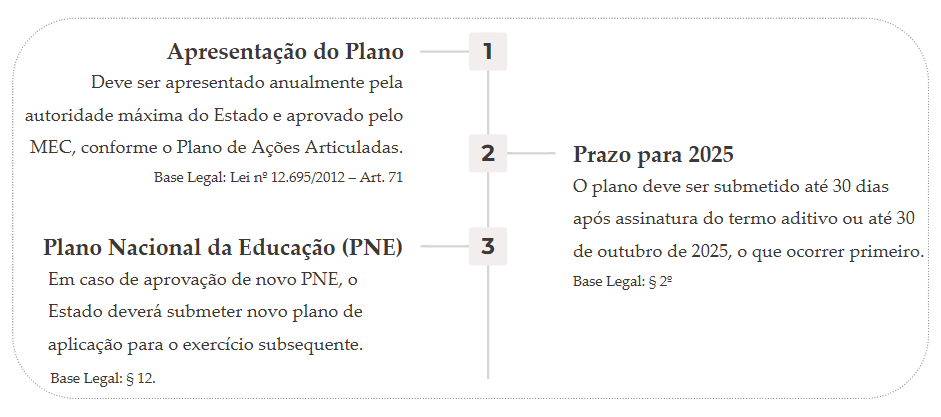 1
Apresentação do Plano
Deve ser apresentado anualmente pela
autoridade máxima do Estado e aprovado pelo
MEC, conforme o Plano de Ações Articuladas.
Base Legal: Lei nº 12.695/2012 – Art. 71
2
Prazo para 2025
O plano deve ser submetido até 30 dias
após assinatura do termo aditivo ou até 30
de outubro de 2025, o que ocorrer primeiro.
Base Legal: § 2º
3
Plano Nacional da Educação (PNE)
Em caso de aprovação de novo PNE, o
Estado deverá submeter novo plano de
aplicação para o exercício subsequente.
Base Legal: § 12.